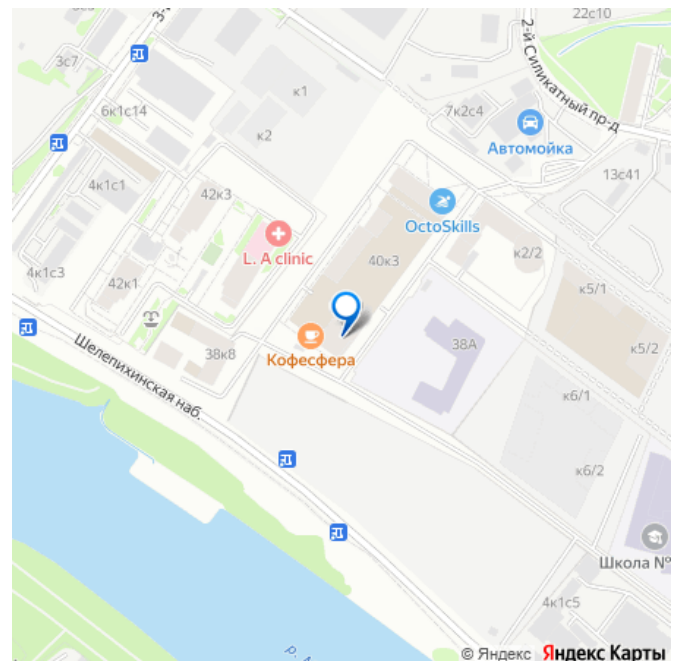 22с10
3с7
3-й
2-й Силикатный пр-д
к1
6к1с14
7к2с4
к2
Автомойка
4к1с1
42к3
13с41
OctoSkills
L. A clinic
40к3
к2/2
4к1с3
42к1
к5/1
Шелепихинская наб.
38к8
Кофесфера
38А
к5/2
к6/1
к6/2
Школа №
4к1с5
р.
© Яндекс Яндекс Карты